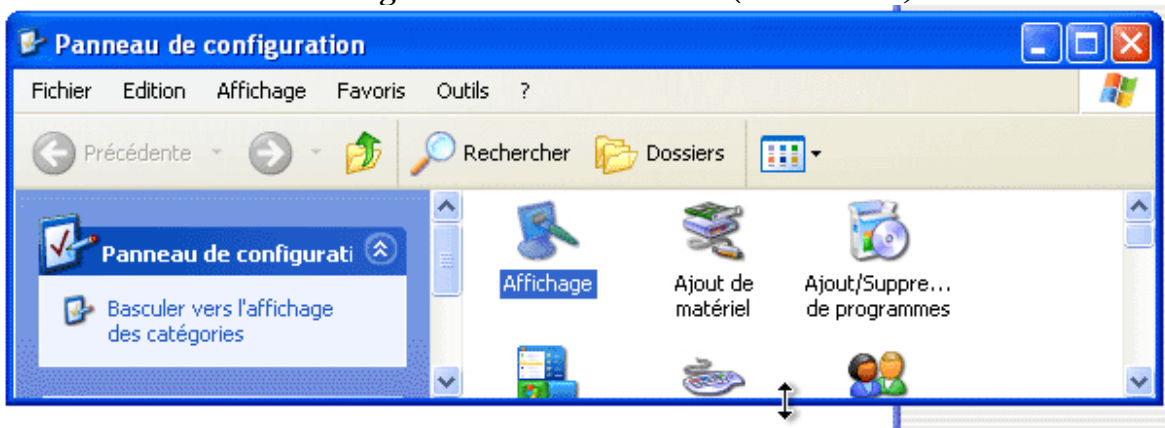 Panneau de configuration
Fichier Edition Affichage Favoris Outils ?
Précédente Rechercher Dossiers
Panneau de configurati
Basculer vers l'affichage
des catégories
Affichage
Ajout de
matériel
Ajout/Suppre...
de programmes